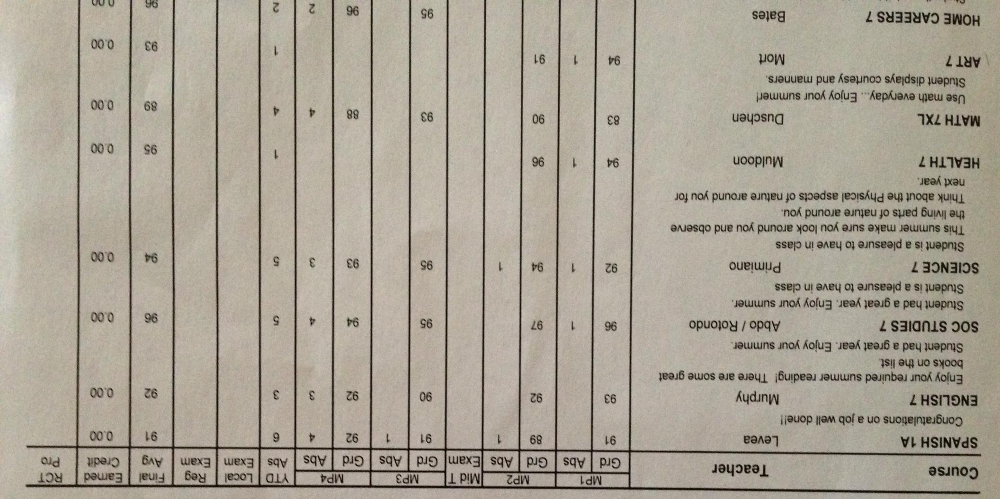 Course Teacher MP1 MP2 Mid T MP3 MP4 YTD Local Reg Final Earned RCT
Grd Abs Grd Abs Exam Grd Abs Grd Abs Abs Exam Exam Avg Credit Pro
SPANISH 1A Levea 91 89 1 91 1 92 4 6 91 0.00
Congratulations on a job well done!!
ENGLISH 7 Murphy 93 92 90 92 3 3 92 0.00
Enjoy your required summer reading! There are some great
books on the list.
Student had a great year. Enjoy your summer.
SOC STUDIES 7 Abdo / Rotondo 96 1 97 95 94 4 5 96 0.00
Student had a great year. Enjoy your summer.
Student is a pleasure to have in class
SCIENCE 7 Primiano 92 1 94 1 95 93 3 5 94 0.00
Student is a pleasure to have in class
This summer make sure you look around you and observe
the living parts of nature around you.
Think about the Physical aspects of nature around you for
next year.
HEALTH 7 Muldoon 94 1 96 1 95 0.00
MATH 7XL Duschen 83 90 93 88 4 4 89 0.00
Use math everyday... Enjoy your summer!
Student displays courtesy and manners.
ART 7 Mort 94 1 91 1 93 0.00
HOME CAREERS 7 Bates 95 96 2 2 96 0.00